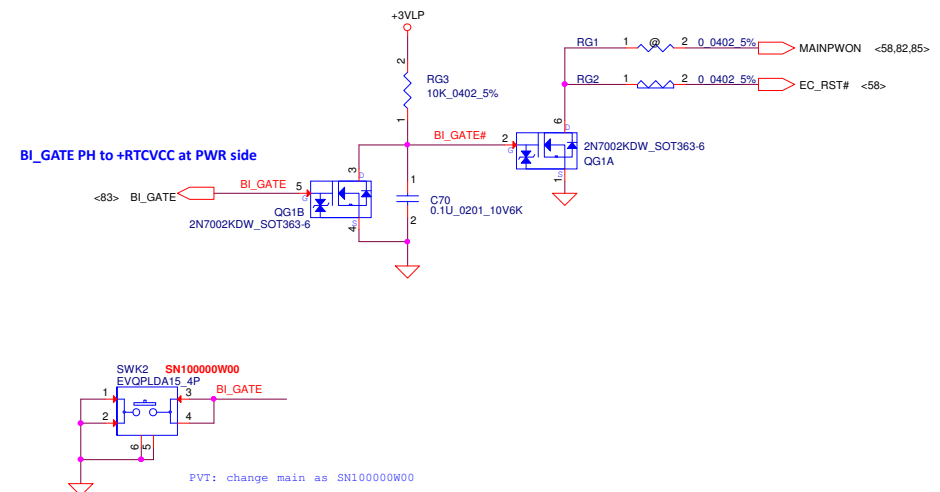 +3VLP
RG1 1 @ 2 0_0402_5% MAINPWON <58,82,85>
RG2 1 2 0_0402_5% EC_RST# <58>
2
RG3
10K_0402_5%
1
BI_GATE#
2
G
6
D
2N7002KDW_SOT363-6
QG1A
S
1
BI_GATE PH to +RTCVCC at PWR side
<83> BI_GATE
BI_GATE 5
G
3
D
QG1B
2N7002KDW_SOT363-6
S
4
1
C70
0.1U_0201_10V6K
2
SWK2 SN100000W00
EVQPLDA15_4P
1 3 BI_GATE
2 4
6 5
PVT: change main as SN100000W00